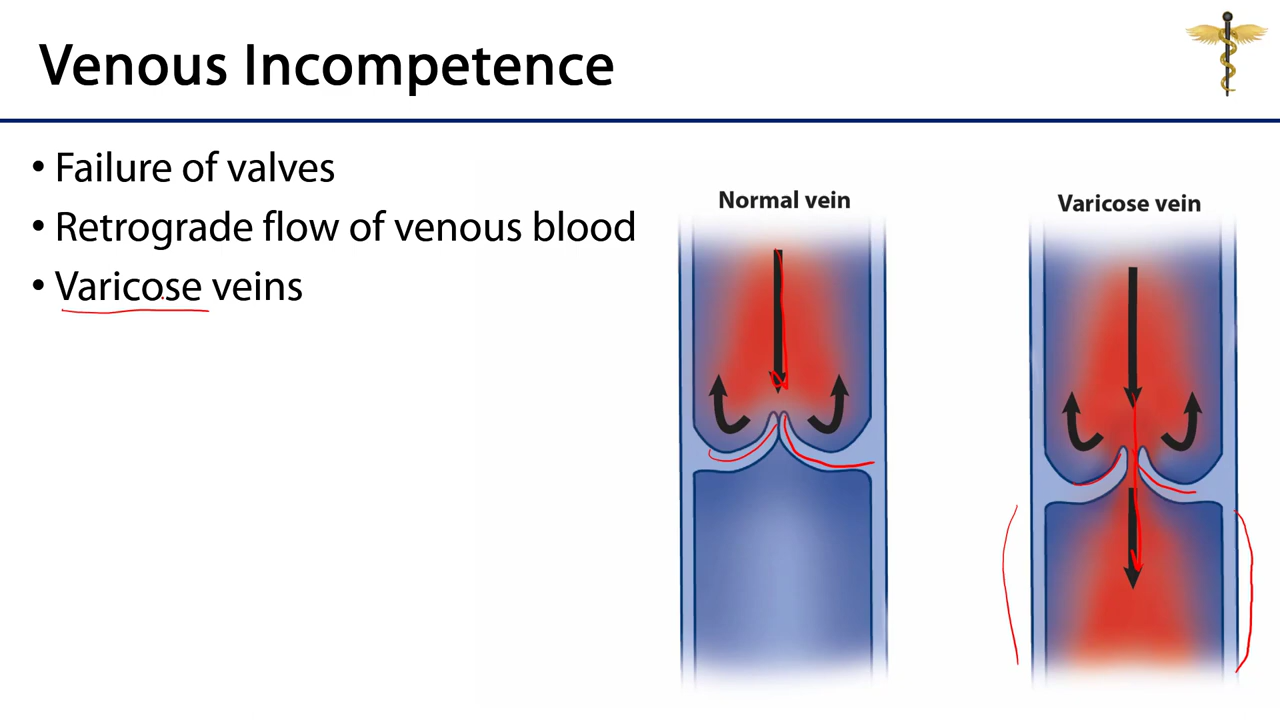 Venous Incompetence
• Failure of valves
• Retrograde flow of venous blood
• Varicose veins
Normal vein
Varicose vein